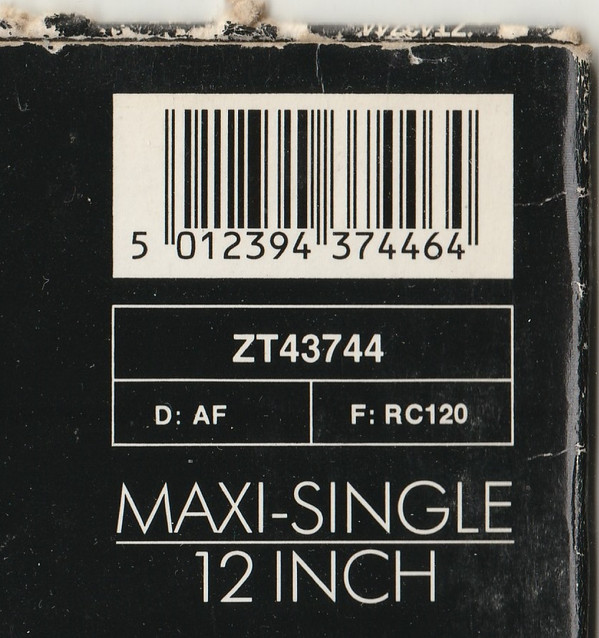 5 012394 374464
ZT43744
D: AF
F: RC120
MAXI-SINGLE
12 INCH